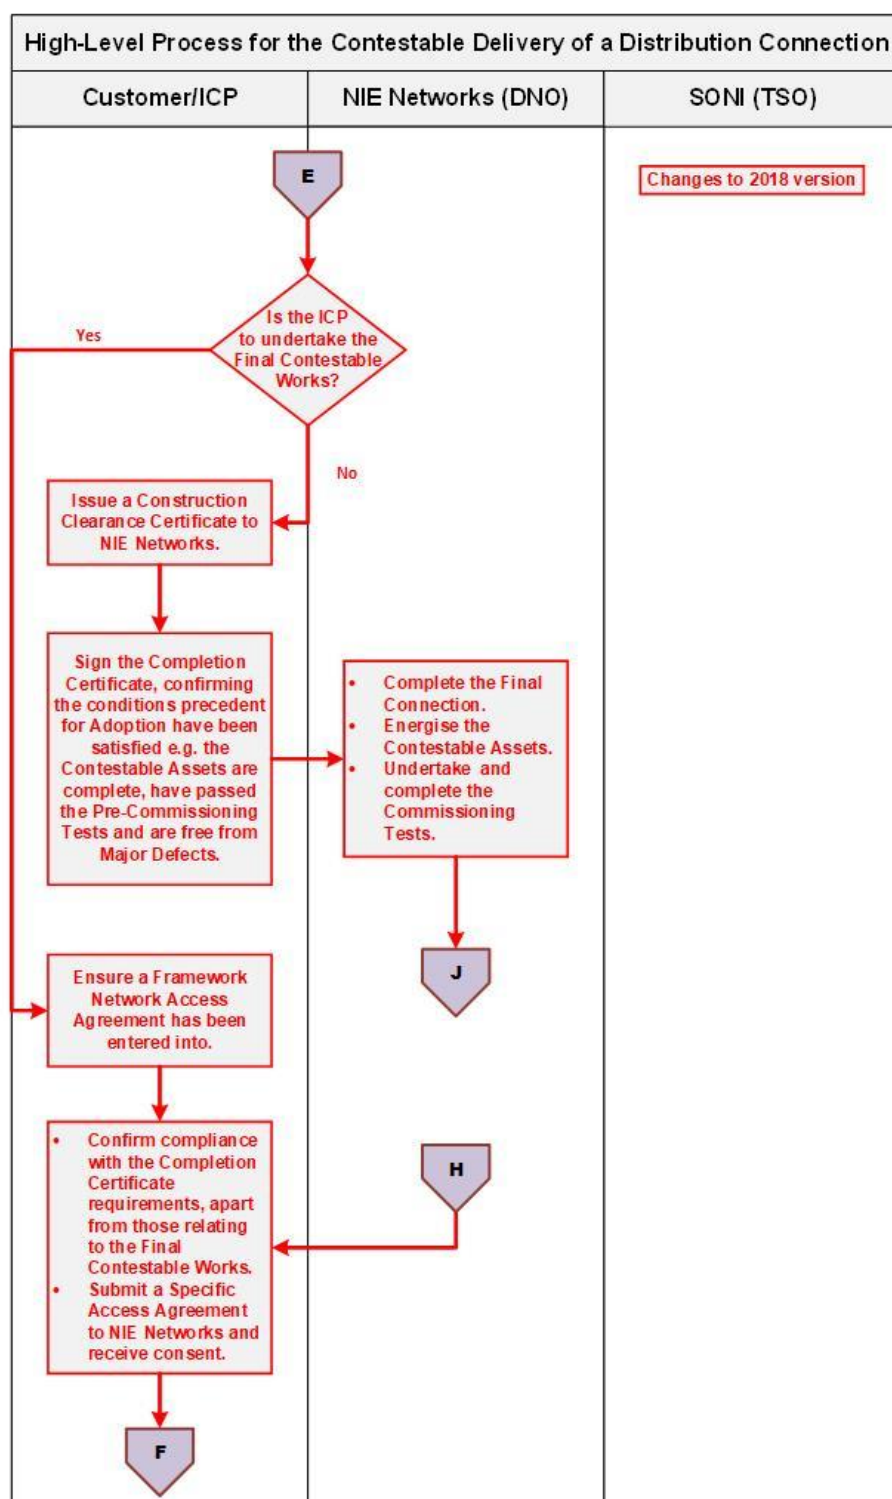 High-Level Process for the Contestable Delivery of a Distribution Connection
Customer/ICP
NIE Networks (DNO)
SONI (TSO)
E
Changes to 2018 version
Is the ICP
to undertake the
Final Contestable
Works?
Yes
No
Issue a Construction
Clearance Certificate to
NIE Networks.
Sign the Completion
Certificate, confirming
the conditions precedent
for Adoption have been
satisfied e.g. the
Contestable Assets are
complete, have passed
the Pre-Commissioning
Tests and are free from
Major Defects.
• Complete the Final
Connection.
• Energise the
Contestable Assets.
• Undertake and
complete the
Commissioning
Tests.
J
Ensure a Framework
Network Access
Agreement has been
entered into.
• Confirm compliance
with the Completion
Certificate
requirements, apart
from those relating
to the Final
Contestable Works.
• Submit a Specific
Access Agreement
to NIE Networks and
receive consent.
H
F